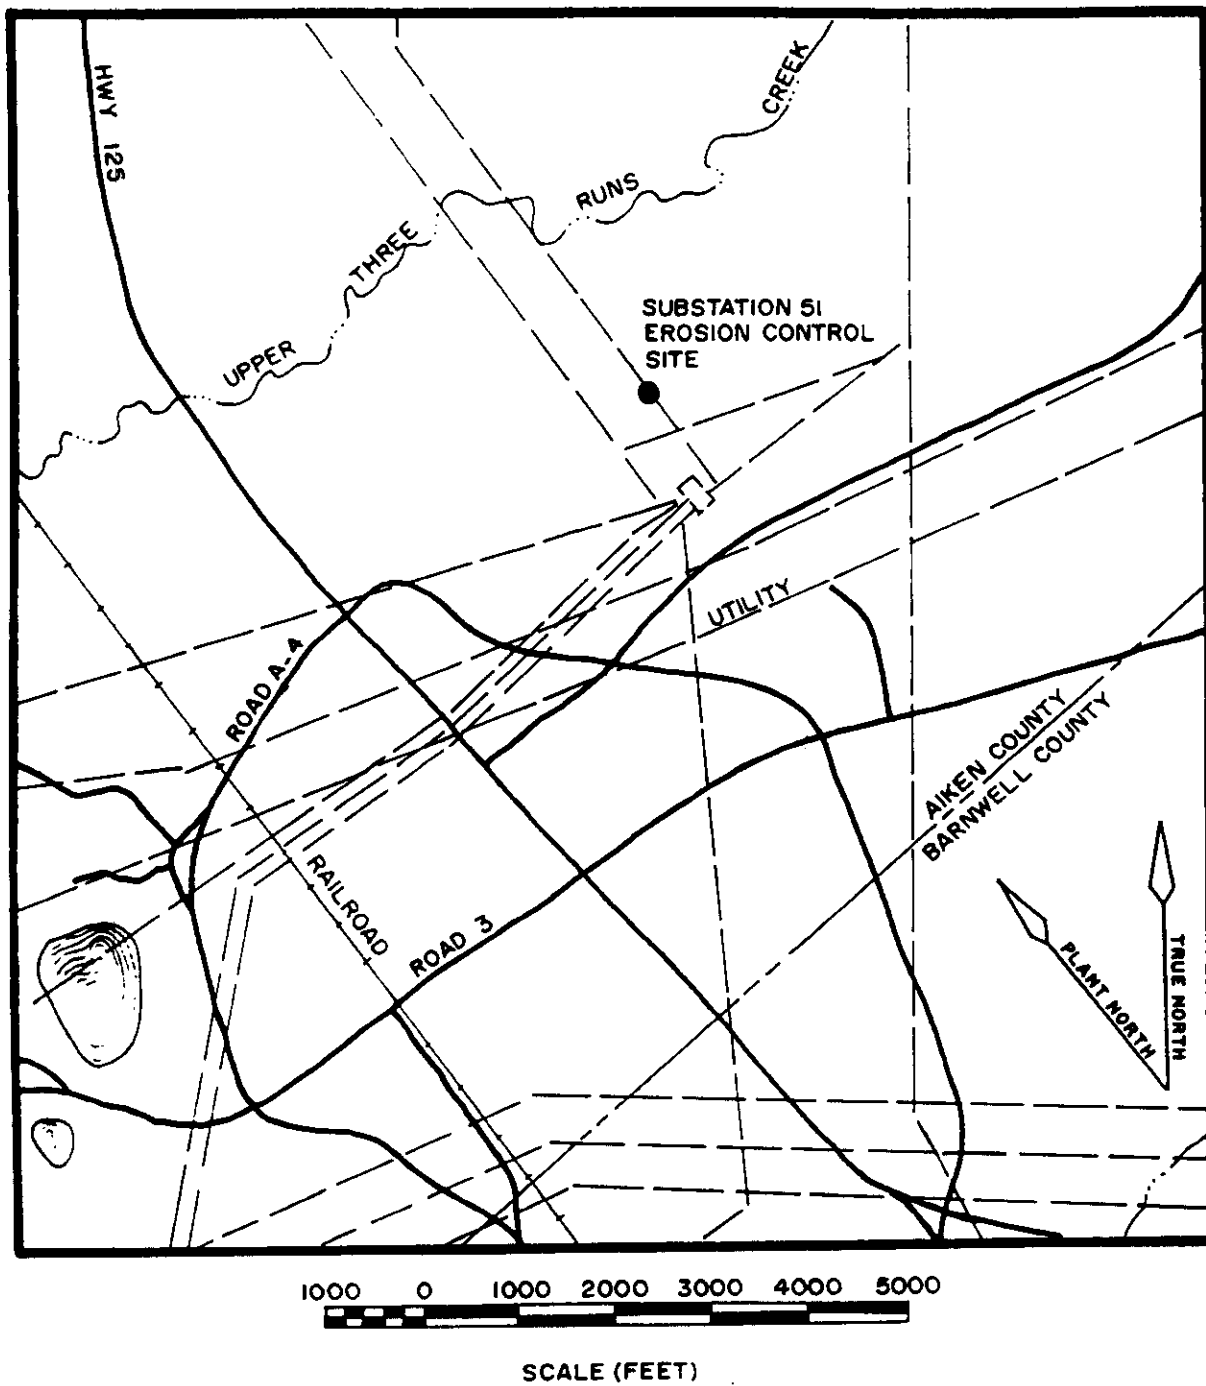 HWY 125
CREEK
RUNS
THREE
UPPER
SUBSTATION 51
EROSION CONTROL
SITE
UTILITY
ROAD A-4
AIKEN COUNTY
BARNWELL COUNTY
RAILROAD
ROAD 3
PLANT NORTH
TRUE NORTH
1000 0 1000 2000 3000 4000 5000
SCALE (FEET)